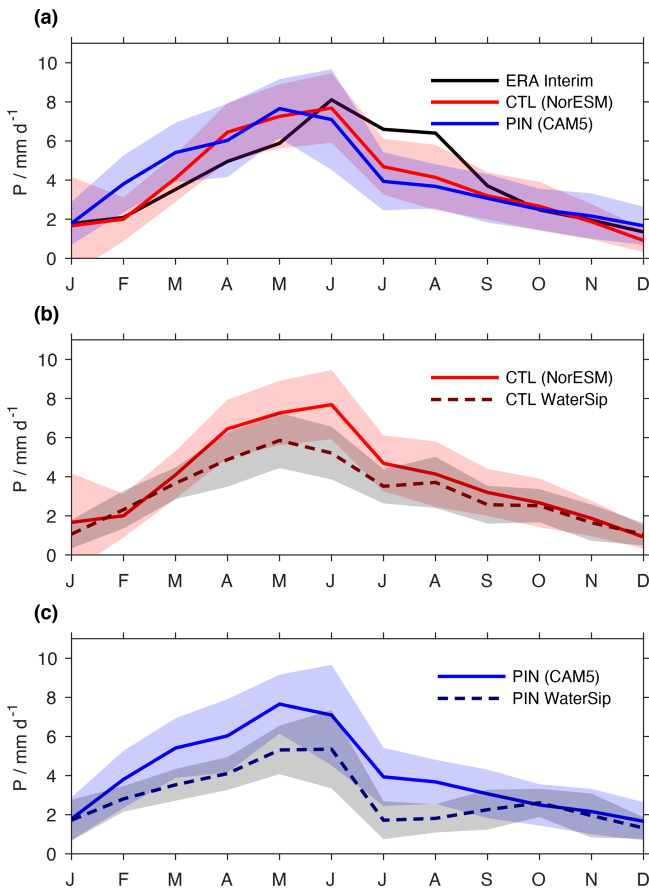 (a)
P / mm d⁻¹
10
8
6
4
2
0
ERA Interim
CTL (NorESM)
PIN (CAM5)
J F M A M J J A S O N D
(b)
P / mm d⁻¹
10
8
6
4
2
0
CTL (NorESM)
CTL WaterSip
J F M A M J J A S O N D
(c)
P / mm d⁻¹
10
8
6
4
2
0
PIN (CAM5)
PIN WaterSip
J F M A M J J A S O N D